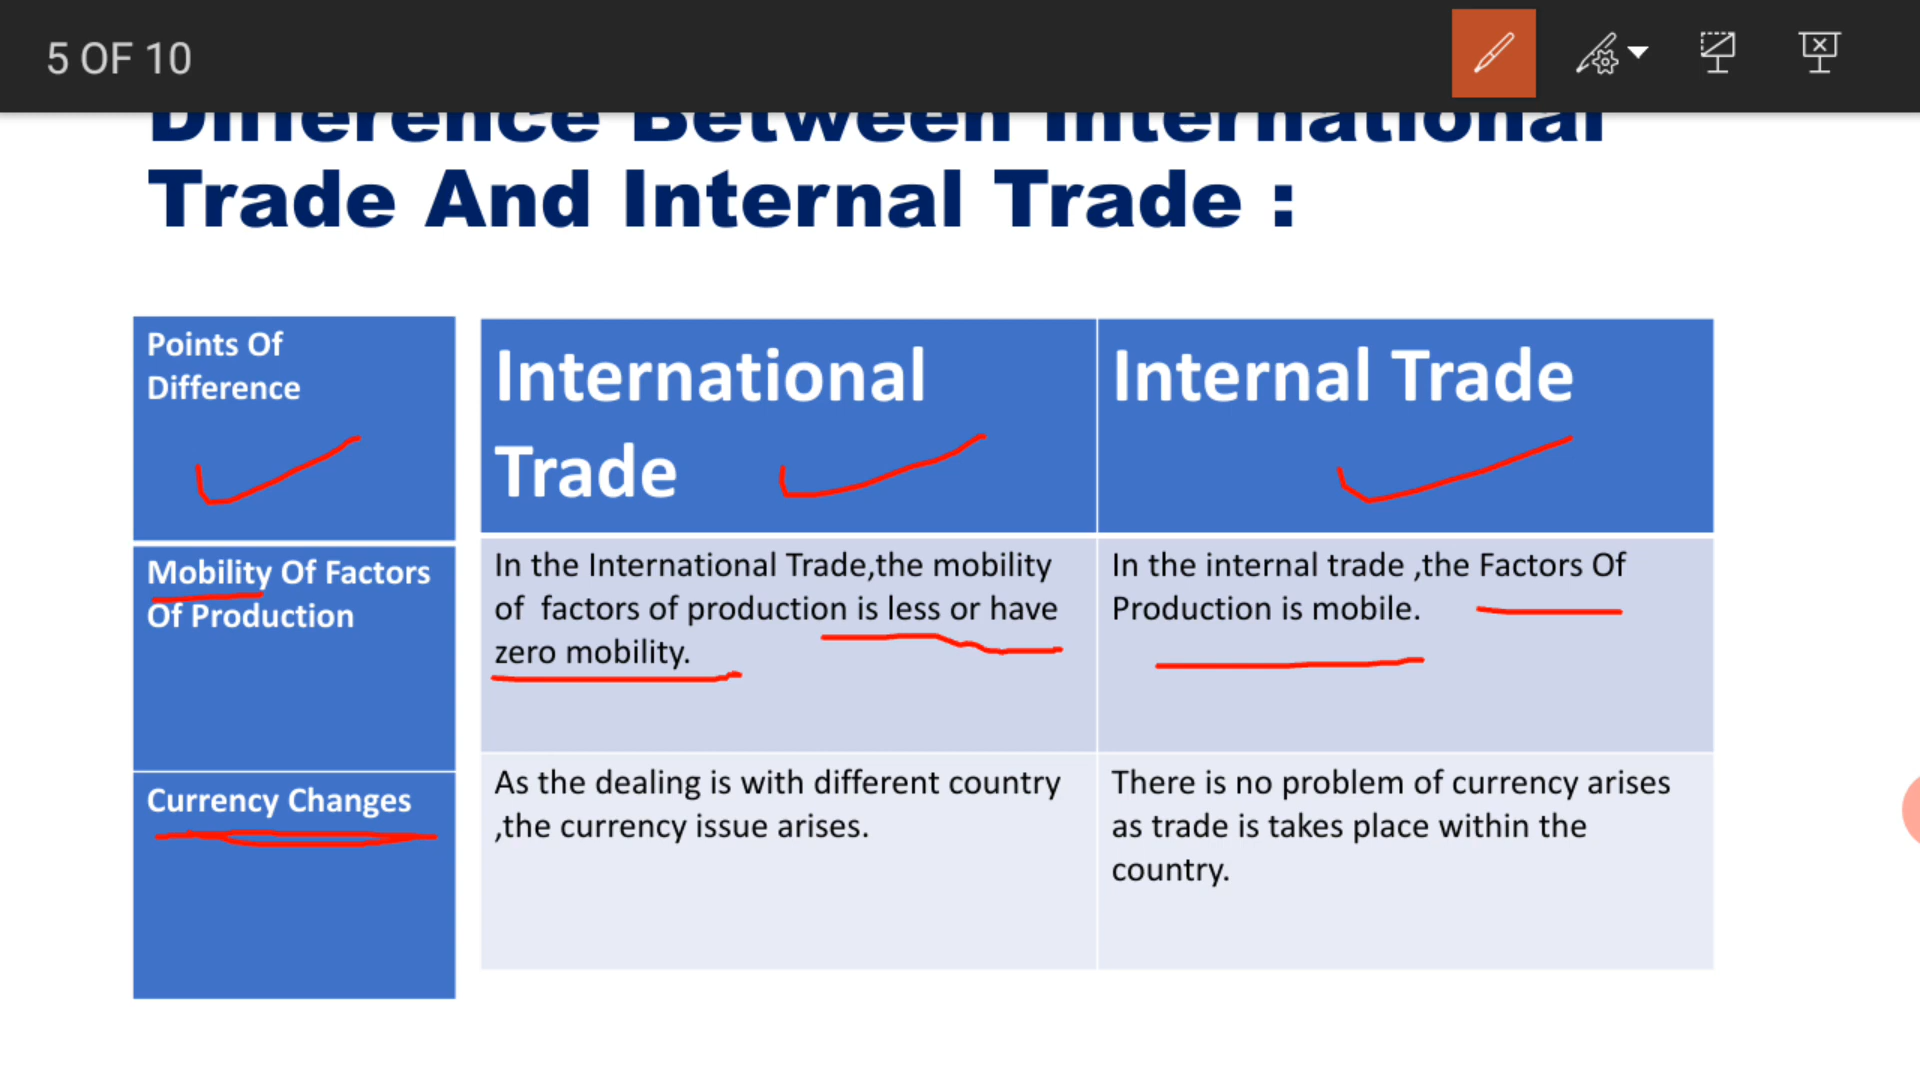 5 OF 10
Difference Between International
Trade And Internal Trade :
Points Of
Difference
International
Trade
Internal Trade
Mobility Of Factors
Of Production
In the International Trade,the mobility
of  factors of production is less or have
zero mobility.
In the internal trade ,the Factors Of
Production is mobile.
Currency Changes
As the dealing is with different country
,the currency issue arises.
There is no problem of currency arises
as trade is takes place within the
country.